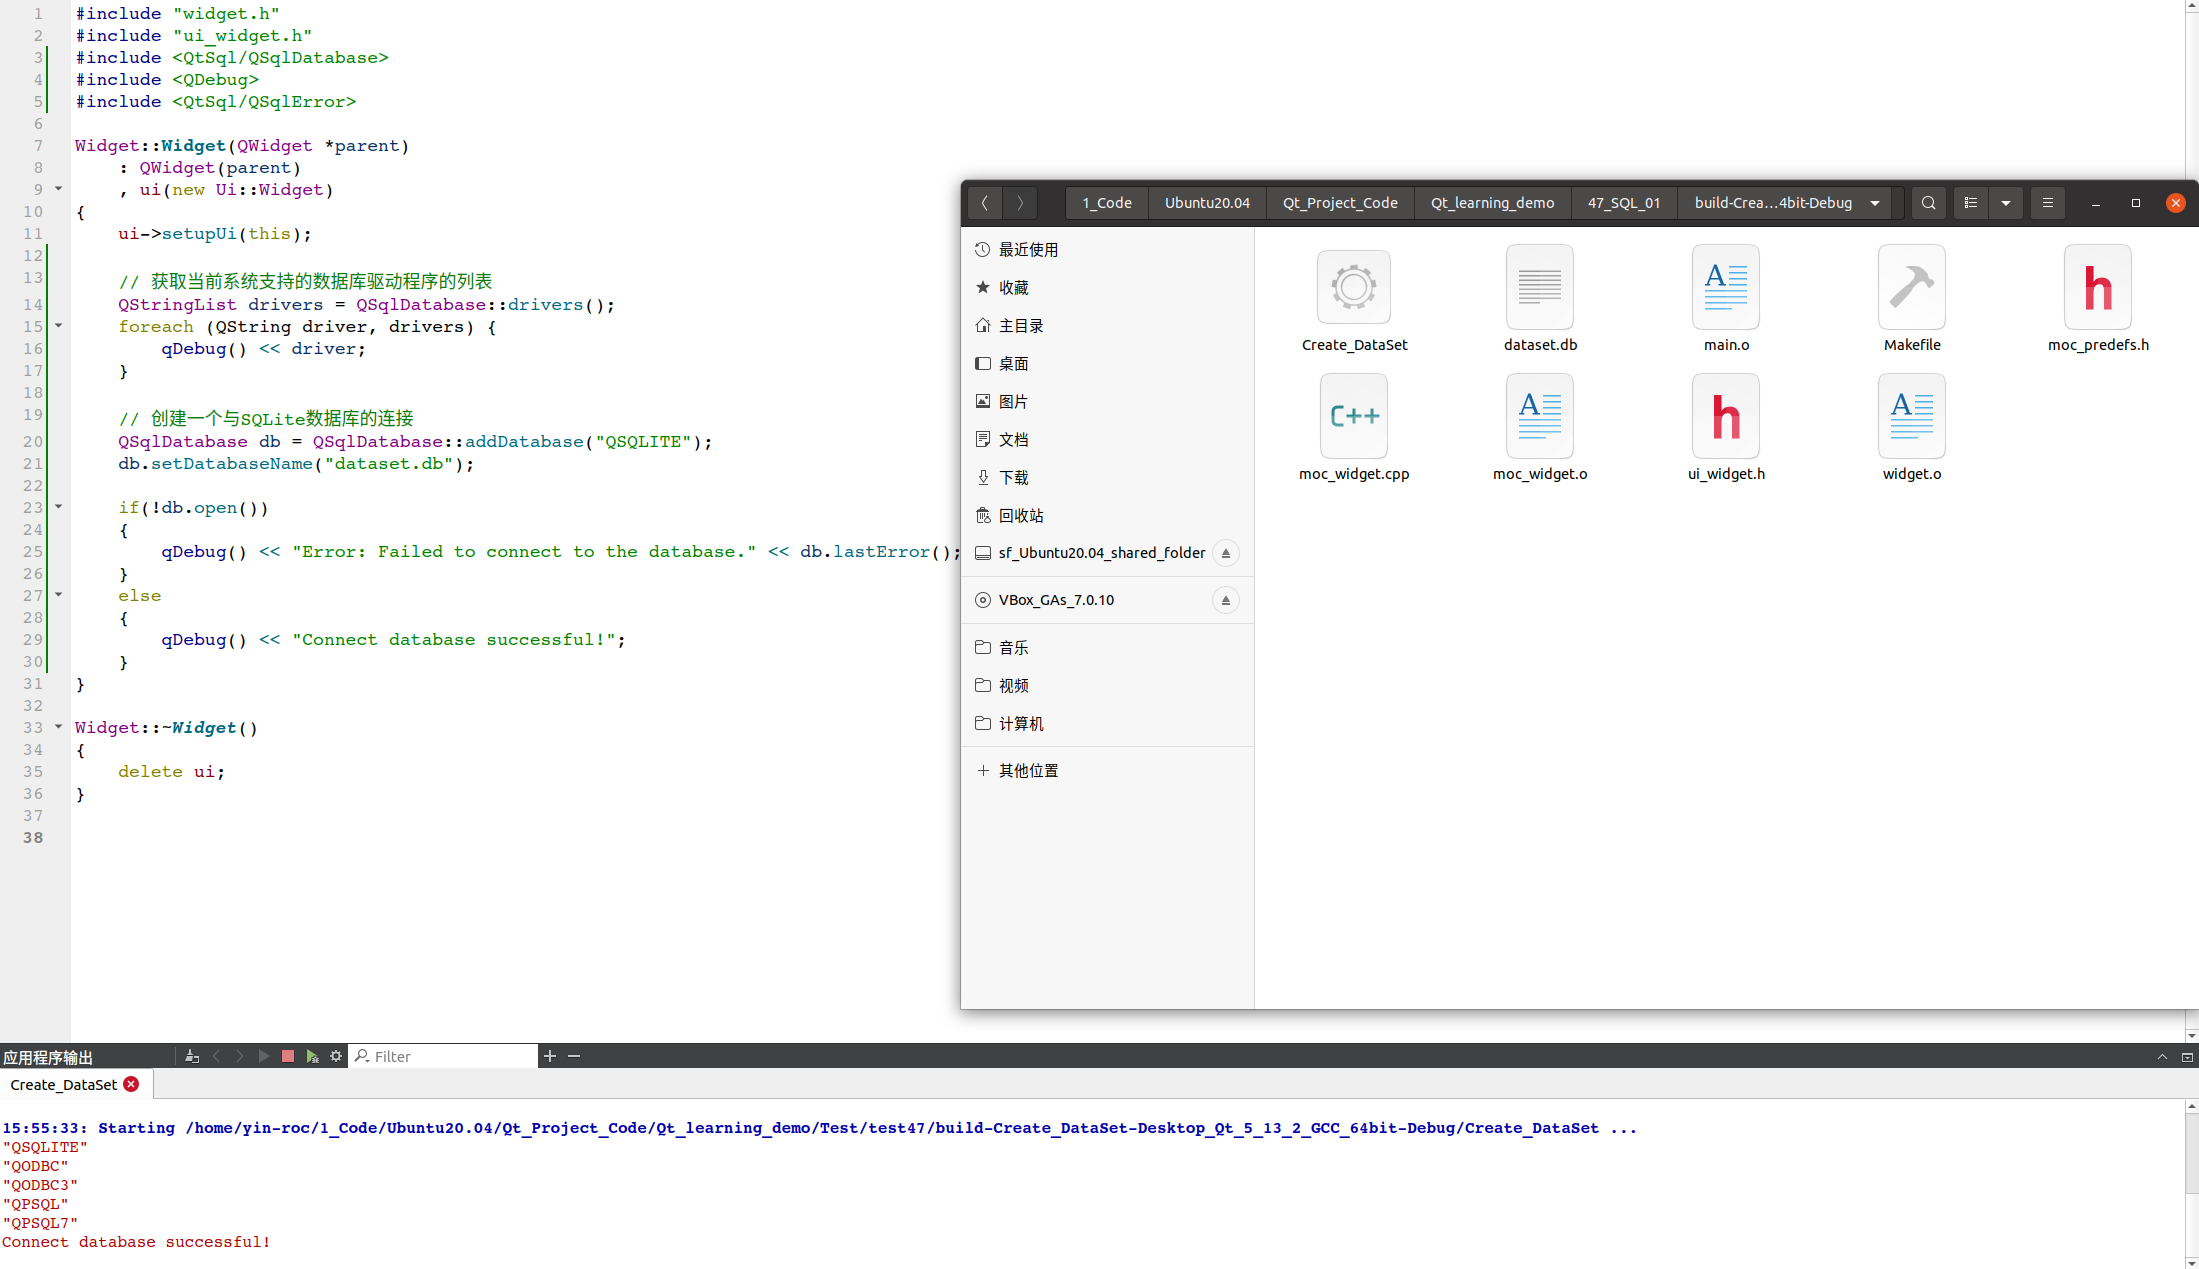 1 #include "widget.h"
2 #include "ui_widget.h"
3 #include <QtSql/QSqlDatabase>
4 #include <QDebug>
5 #include <QtSql/QSqlError>
6
7 Widget::Widget(QWidget *parent)
8     : QWidget(parent)
9     , ui(new Ui::Widget)
10 {
11     ui->setupUi(this);
12
13     // 获取当前系统支持的数据库驱动程序的列表
14     QStringList drivers = QSqlDatabase::drivers();
15     foreach (QString driver, drivers) {
16         qDebug() << driver;
17     }
18
19     // 创建一个与SQLite数据库的连接
20     QSqlDatabase db = QSqlDatabase::addDatabase("QSQLITE");
21     db.setDatabaseName("dataset.db");
22
23     if(!db.open())
24     {
25         qDebug() << "Error: Failed to connect to the database." << db.lastError();
26     }
27     else
28     {
29         qDebug() << "Connect database successful!";
30     }
31 }
32
33 Widget::~Widget()
34 {
35     delete ui;
36 }
37
38
1_Code Ubuntu20.04 Qt_Project_Code Qt_learning_demo 47_SQL_01 build-Crea...4bit-Debug
最近使用
收藏
主目录
桌面
图片
文档
下载
回收站
sf_Ubuntu20.04_shared_folder
VBox_GAs_7.0.10
音乐
视频
计算机
其他位置
Create_DataSet dataset.db main.o Makefile moc_predefs.h
moc_widget.cpp moc_widget.o ui_widget.h widget.o
应用程序输出 Filter
Create_DataSet
15:55:33: Starting /home/yin-roc/1_Code/Ubuntu20.04/Qt_Project_Code/Qt_learning_demo/Test/test47/build-Create_DataSet-Desktop_Qt_5_13_2_GCC_64bit-Debug/Create_DataSet ...
"QSQLITE"
"QODBC"
"QODBC3"
"QPSQL"
"QPSQL7"
Connect database successful!